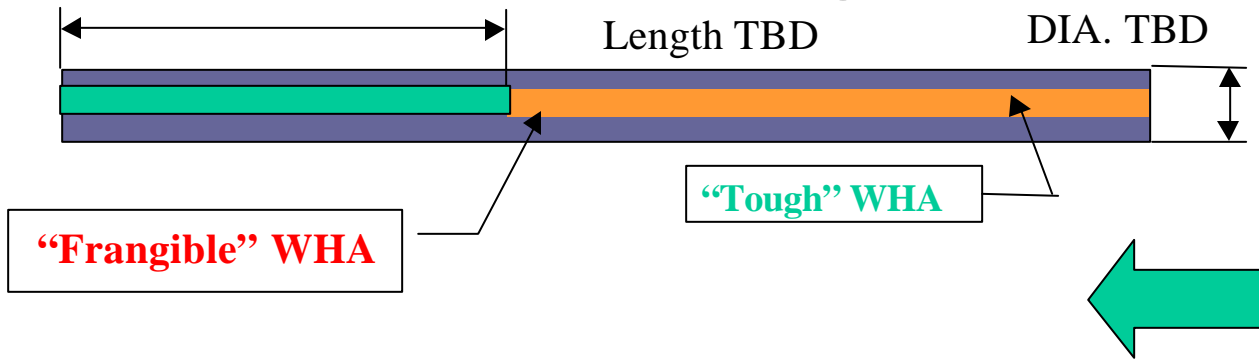 Length TBD
DIA. TBD
“Tough” WHA
“Frangible” WHA